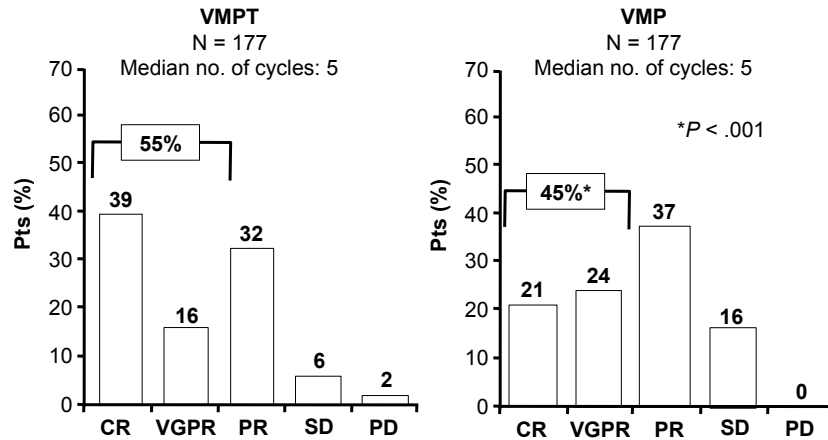 VMPT
N = 177
Median no. of cycles: 5
Pts (%)
70
60
50
40
30
20
10
0
55%
39
16
32
6
2
CR VGPR PR SD PD
VMP
N = 177
Median no. of cycles: 5
Pts (%)
70
60
50
40
30
20
10
0
*P < .001
45%*
21
24
37
16
0
CR VGPR PR SD PD